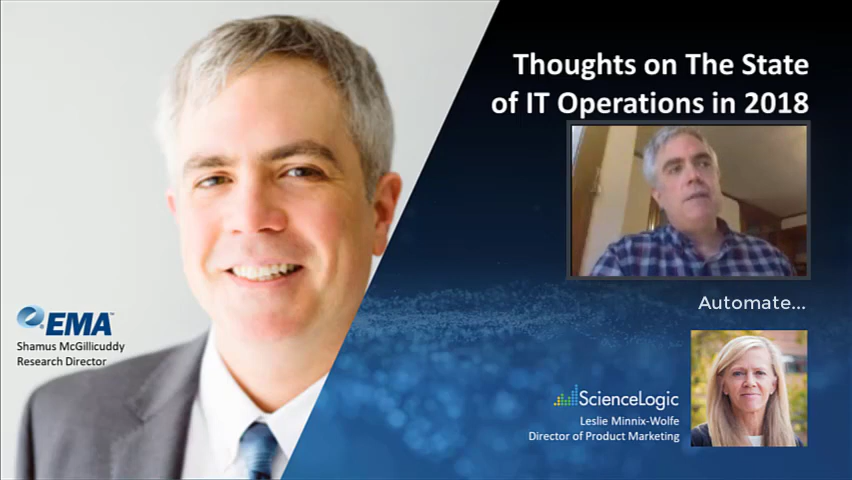 Thoughts on The State
of IT Operations in 2018
Automate...
EMA™
Shamus McGillicuddy
Research Director
ScienceLogic
Leslie Minnix-Wolfe
Director of Product Marketing